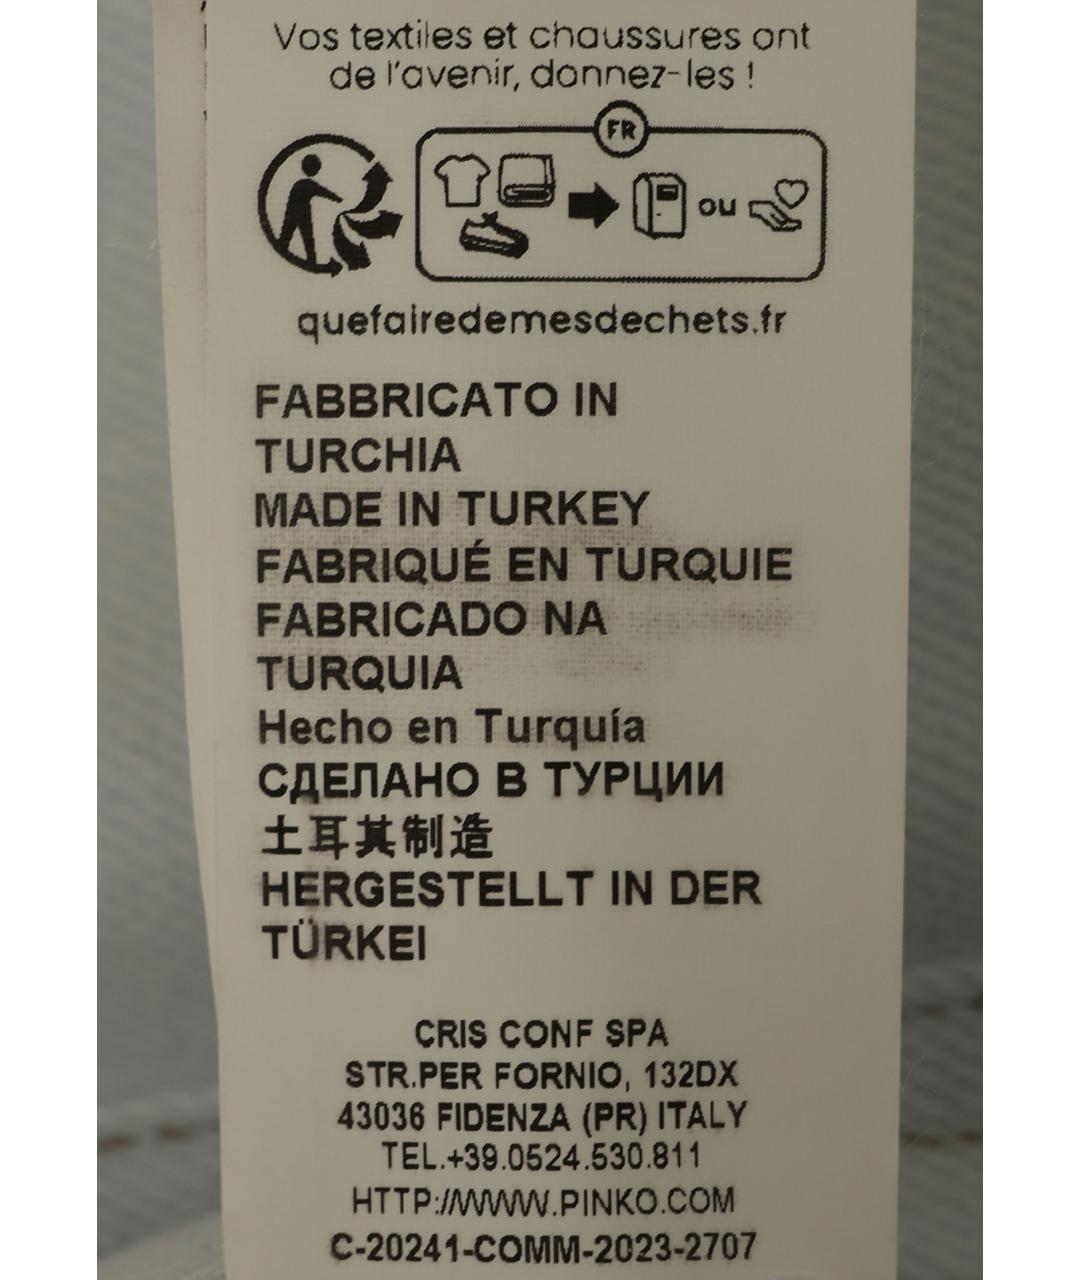 Vos textiles et chaussures ont
de l'avenir, donnez-les !
FR
ou
quefairedemesdechets.fr
FABBRICATO IN
TURCHIA
MADE IN TURKEY
FABRIQUÉ EN TURQUIE
FABRICADO NA
TURQUIA
Hecho en Turquía
СДЕЛАНО В ТУРЦИИ
土耳其制造
HERGESTELLT IN DER
TÜRKEI
CRIS CONF SPA
STR.PER FORNIO, 132DX
43036 FIDENZA (PR) ITALY
TEL.+39.0524.530.811
HTTP://WWW.PINKO.COM
C-20241-COMM-2023-2707